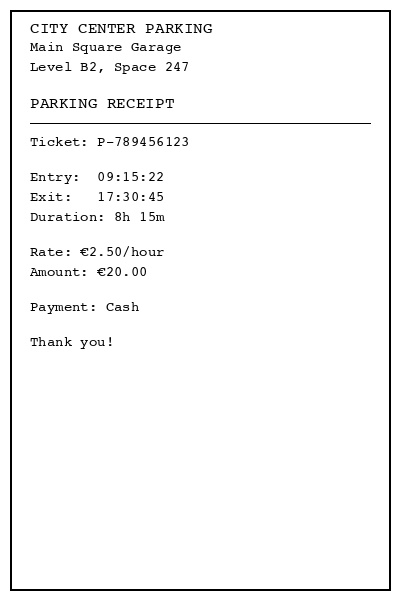 CITY CENTER PARKING
Main Square Garage
Level B2, Space 247
PARKING RECEIPT
Ticket: P-789456123
Entry:  09:15:22
Exit:   17:30:45
Duration: 8h 15m
Rate: €2.50/hour
Amount: €20.00
Payment: Cash
Thank you!